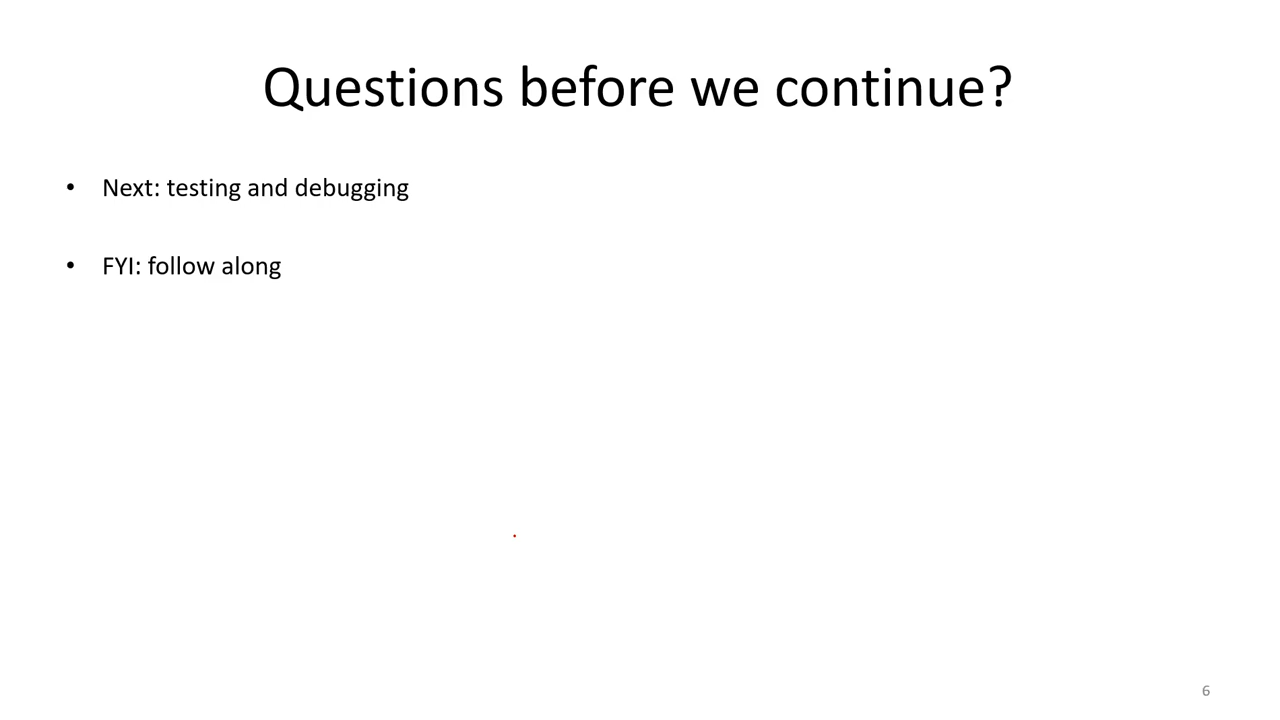 Questions before we continue?
• Next: testing and debugging
• FYI: follow along
6